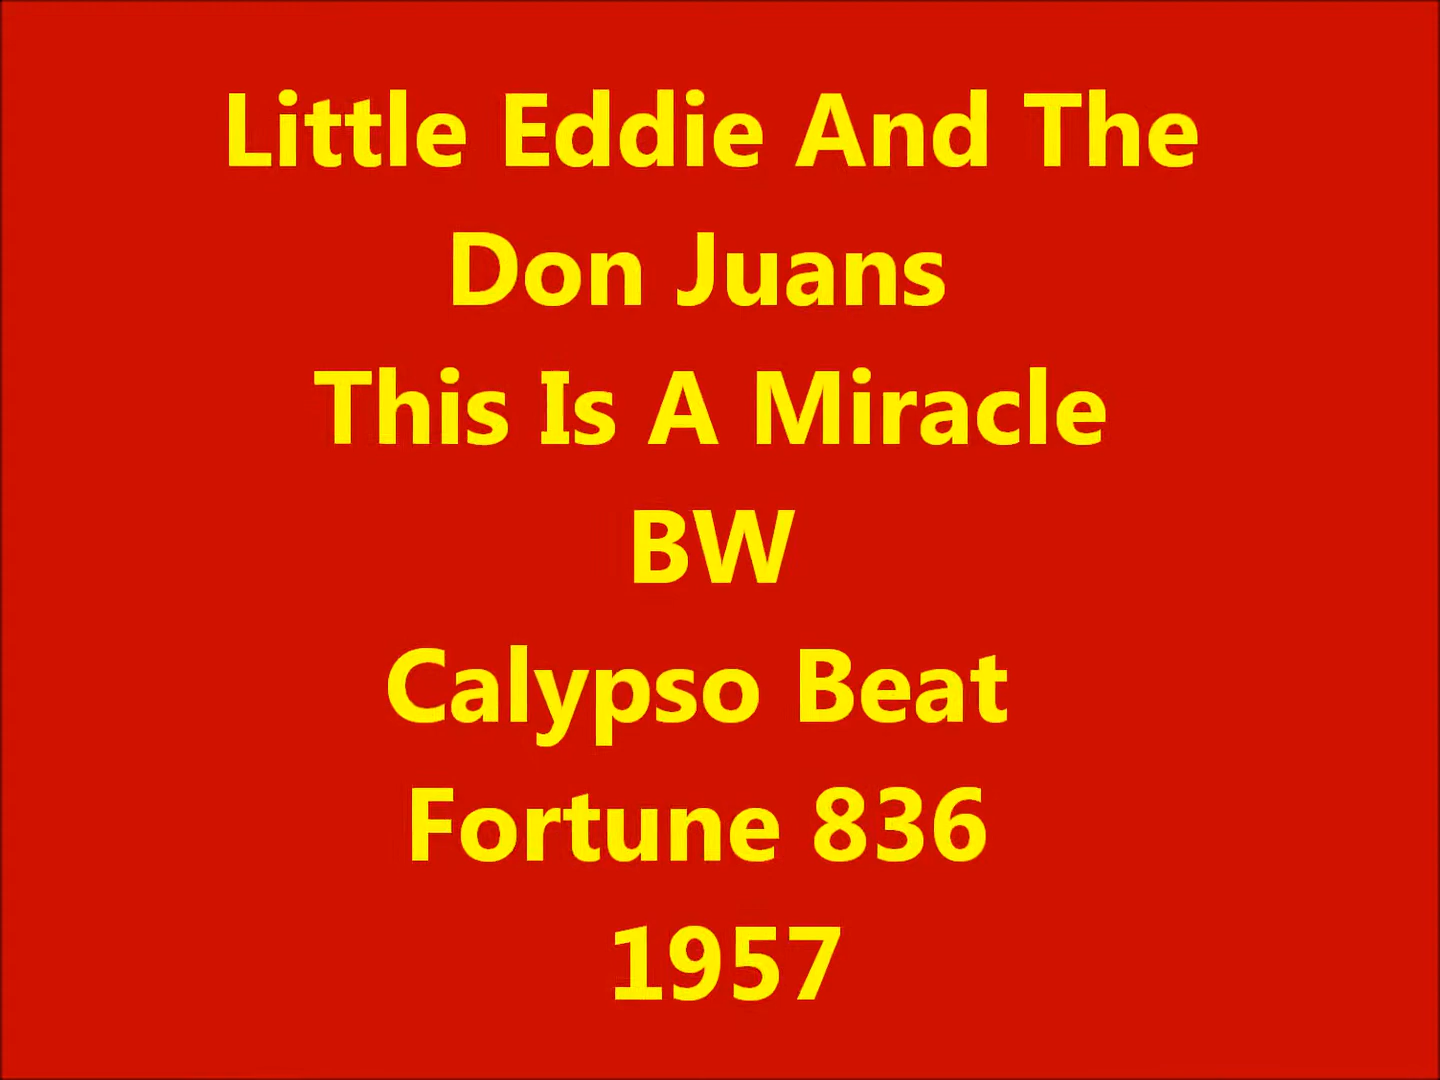 Little Eddie And The
Don Juans
This Is A Miracle
BW
Calypso Beat
Fortune 836
1957